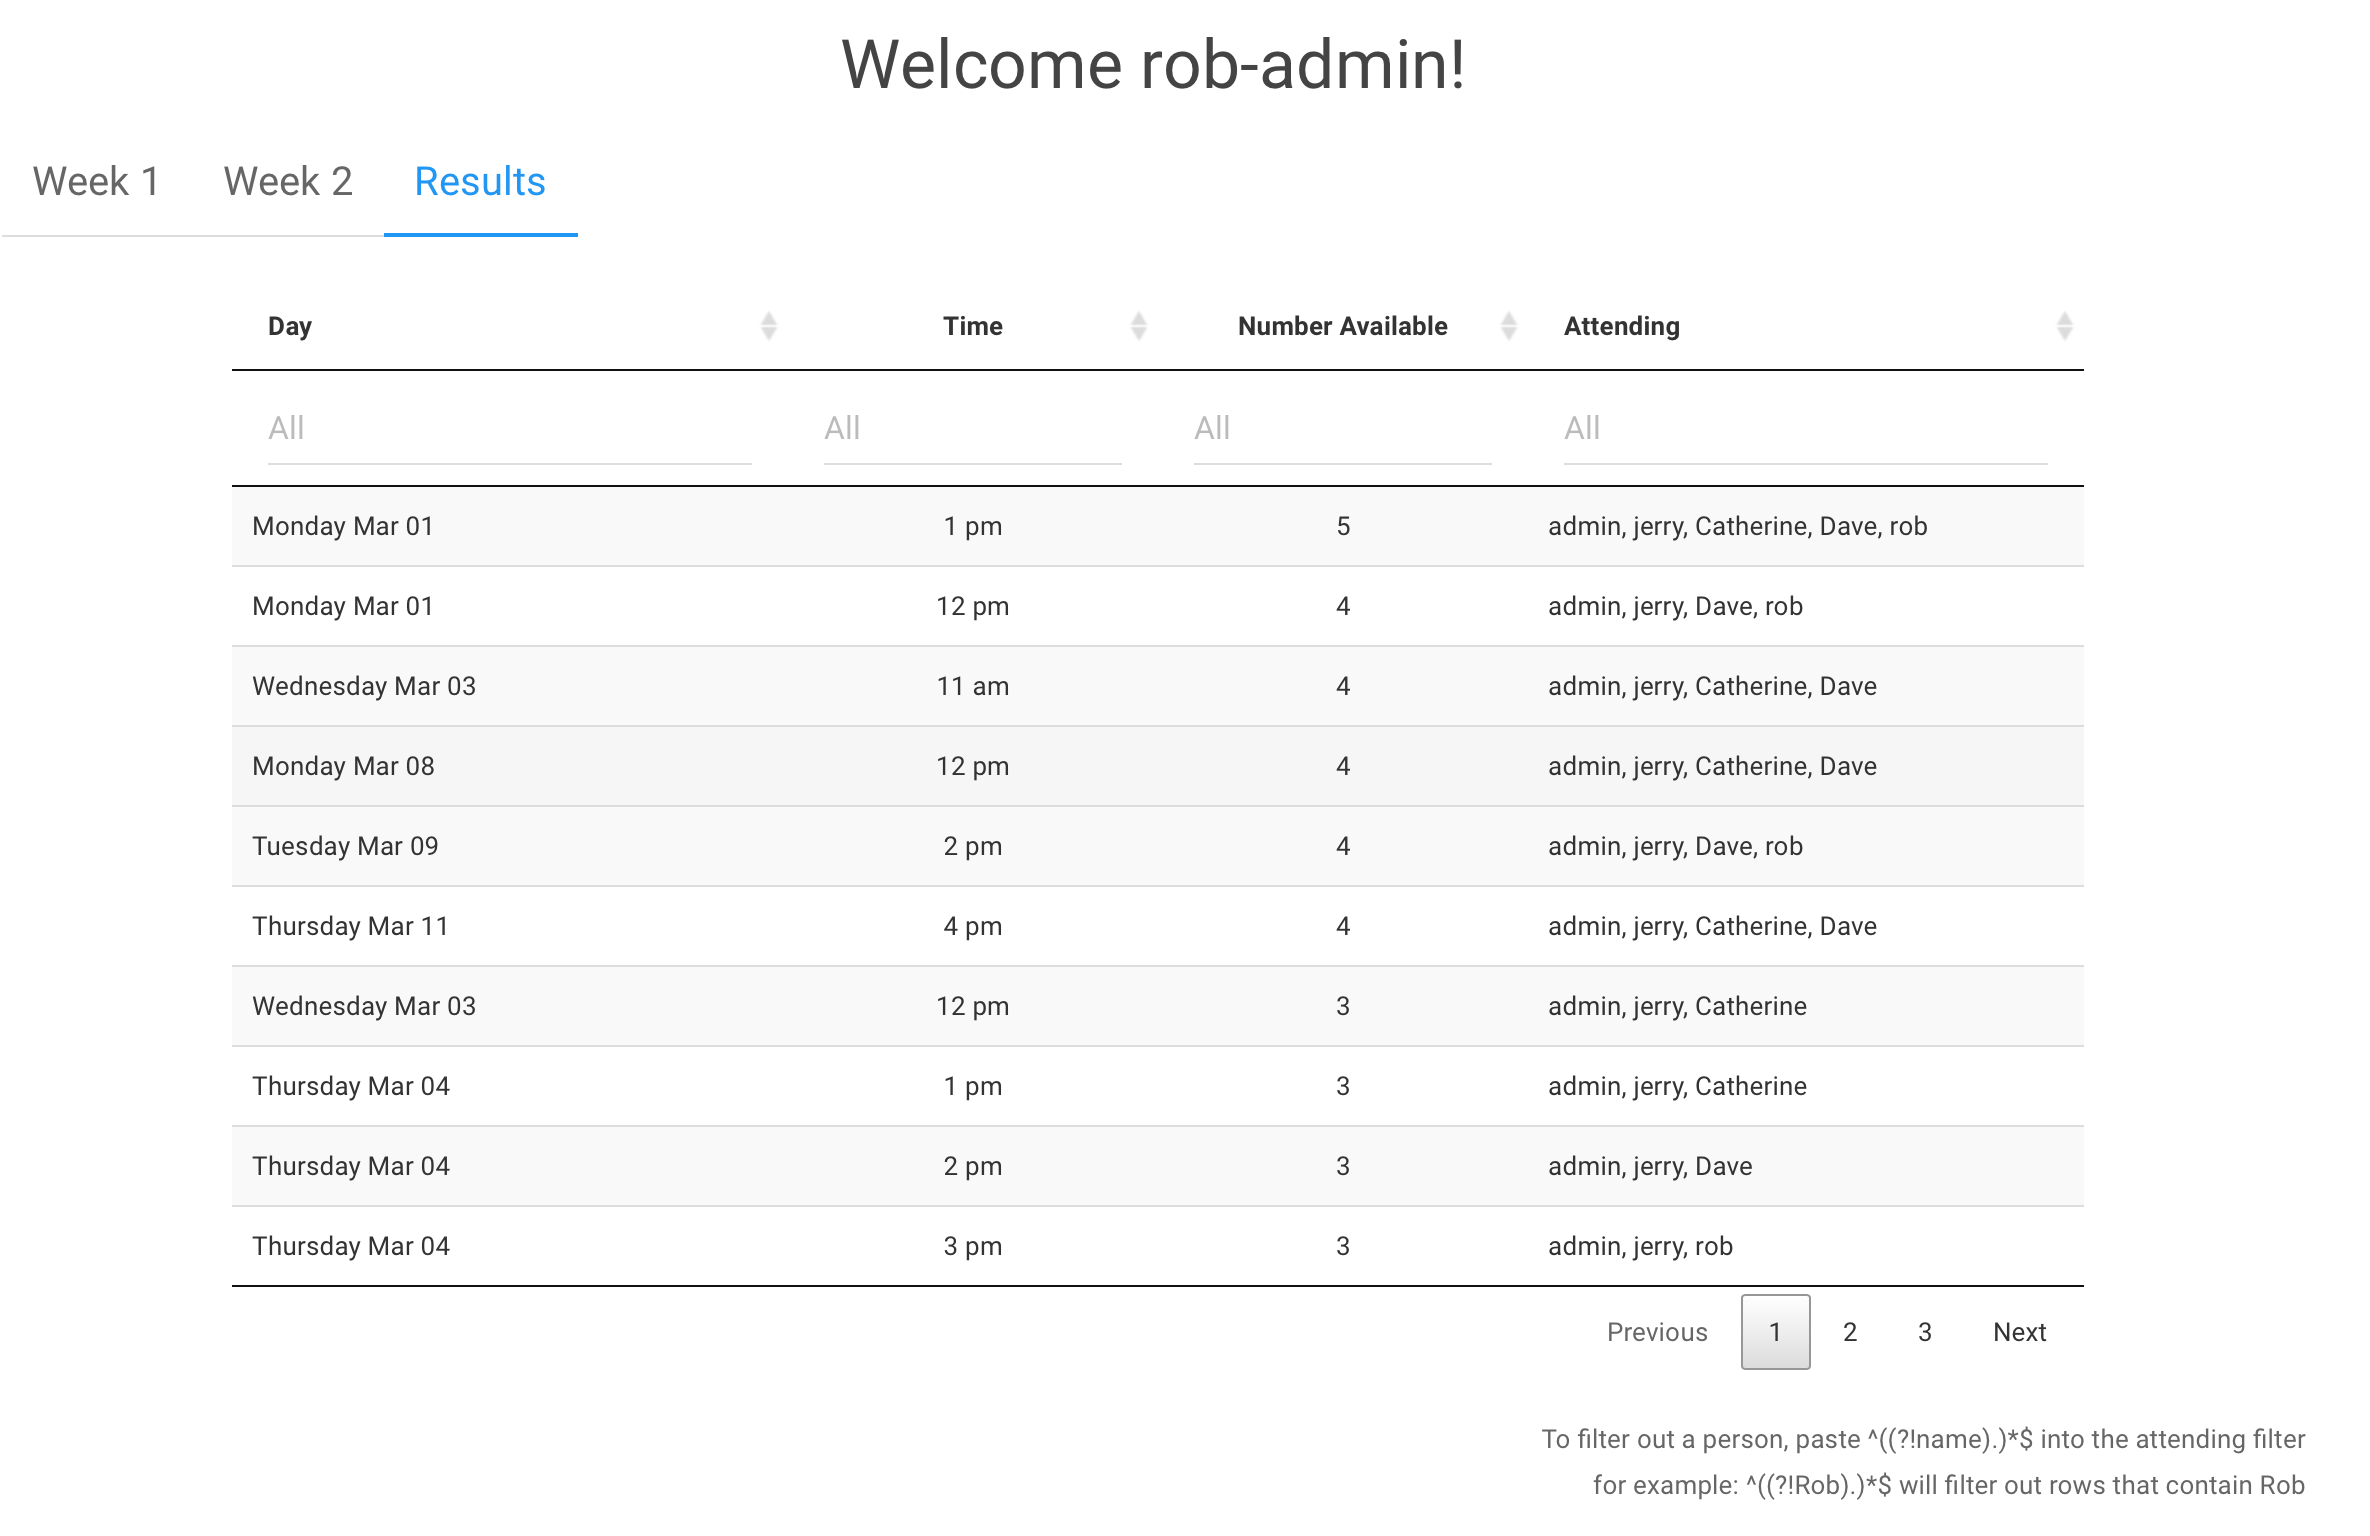 Welcome rob-admin!
Week 1 Week 2 Results
Day Time Number Available Attending
All All All All
Monday Mar 01 1 pm 5 admin, jerry, Catherine, Dave, rob
Monday Mar 01 12 pm 4 admin, jerry, Dave, rob
Wednesday Mar 03 11 am 4 admin, jerry, Catherine, Dave
Monday Mar 08 12 pm 4 admin, jerry, Catherine, Dave
Tuesday Mar 09 2 pm 4 admin, jerry, Dave, rob
Thursday Mar 11 4 pm 4 admin, jerry, Catherine, Dave
Wednesday Mar 03 12 pm 3 admin, jerry, Catherine
Thursday Mar 04 1 pm 3 admin, jerry, Catherine
Thursday Mar 04 2 pm 3 admin, jerry, Dave
Thursday Mar 04 3 pm 3 admin, jerry, rob
Previous 1 2 3 Next
To filter out a person, paste ^((?!name).)*$ into the attending filter
for example: ^((?!Rob).)*$ will filter out rows that contain Rob